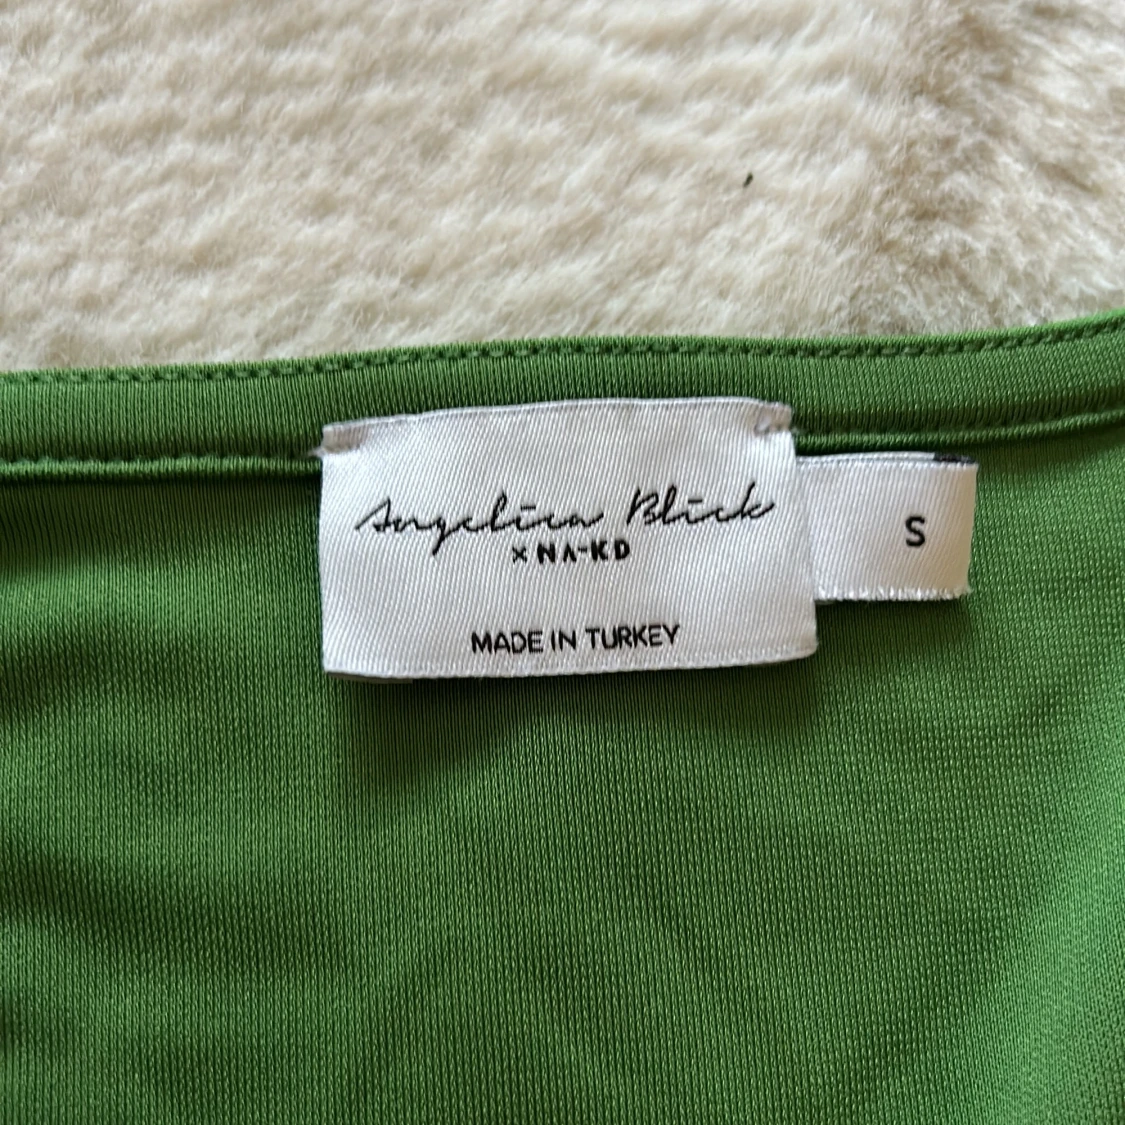 Angelica Blick
× NA-KD
MADE IN TURKEY
S